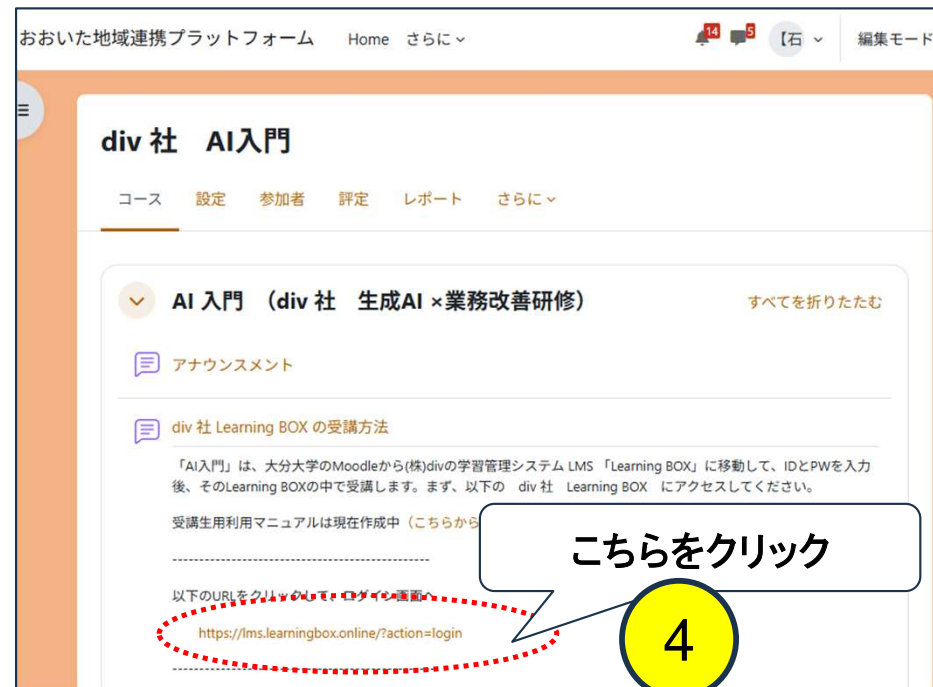 おおいた地域連携プラットフォーム Home さらに 14 5 【石 編集モード
div 社 AI入門
コース 設定 参加者 評定 レポート さらに
AI 入門 （div 社 生成AI ×業務改善研修） すべてを折りたたむ
アナウンスメント
div 社 Learning BOX の受講方法
「AI入門」は、大分大学のMoodleから(株)divの学習管理システム LMS 「Learning BOX」に移動して、IDとPWを入力
後、そのLearning BOXの中で受講します。まず、以下の div 社 Learning BOX にアクセスしてください。
受講生用利用マニュアルは現在作成中（こちらから
こちらをクリック
------------------------------------------------
以下のURLをクリックして、ログイン画面へ
https://lms.learningbox.online/?action=login
4
------------------------------------------------